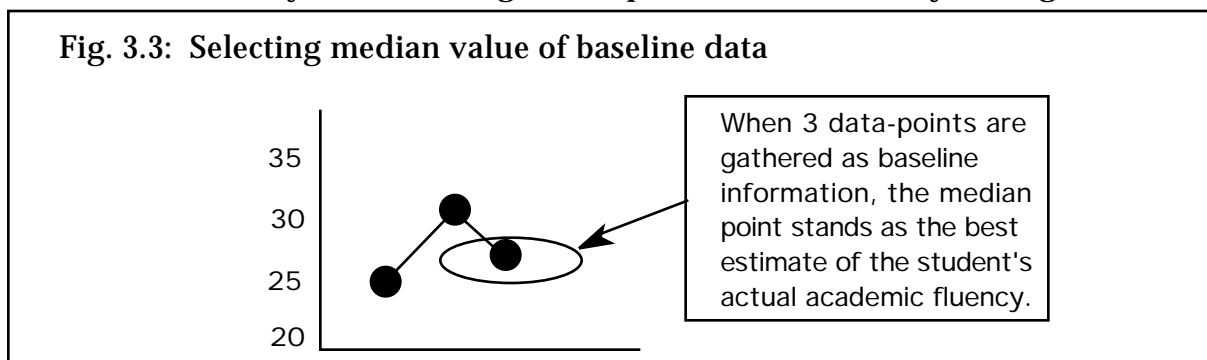 Fig. 3.3: Selecting median value of baseline data
35
30
25
20
When 3 data-points are
gathered as baseline
information, the median
point stands as the best
estimate of the student's
actual academic fluency.